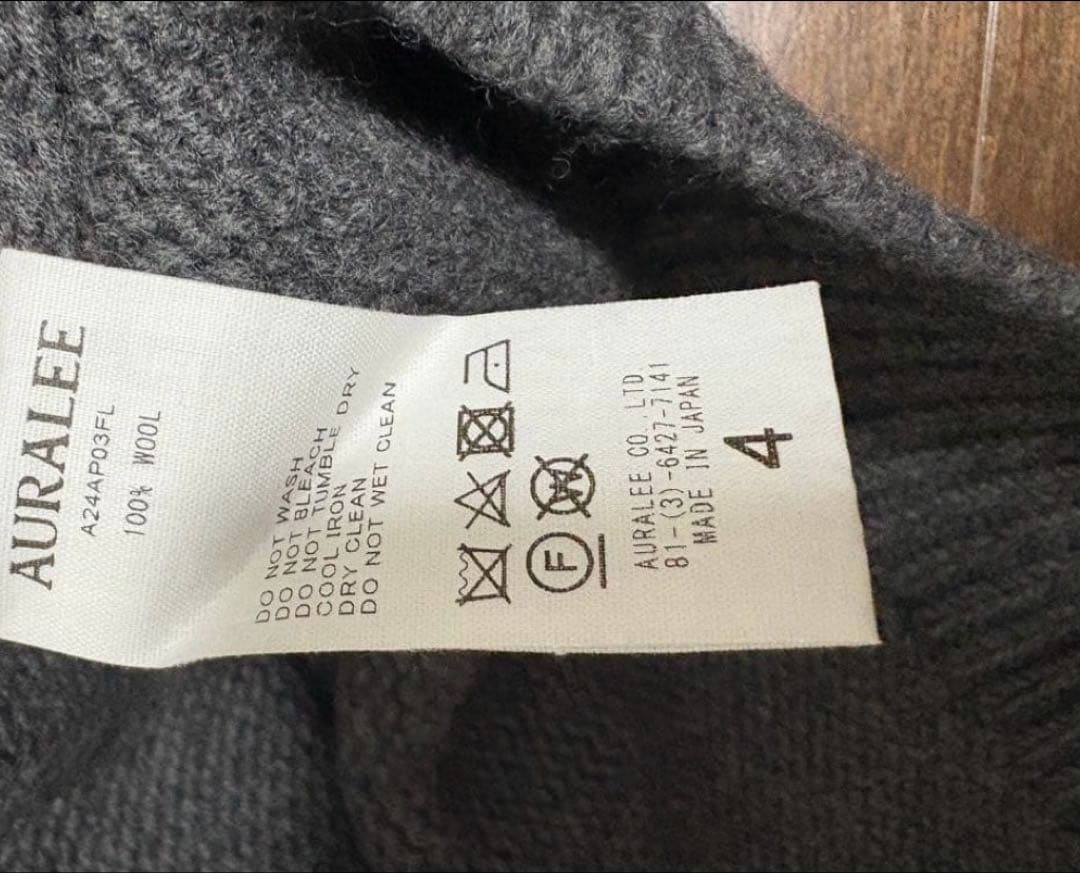 AURALEE
A24AP03FL
100% WOOL
DO NOT WASH
DO NOT BLEACH
DO NOT TUMBLE DRY
COOL IRON
DRY CLEAN
DO NOT WET CLEAN
F
W
AURALEE CO.,LTD
81-(3)-6427-7141
MADE IN JAPAN
4